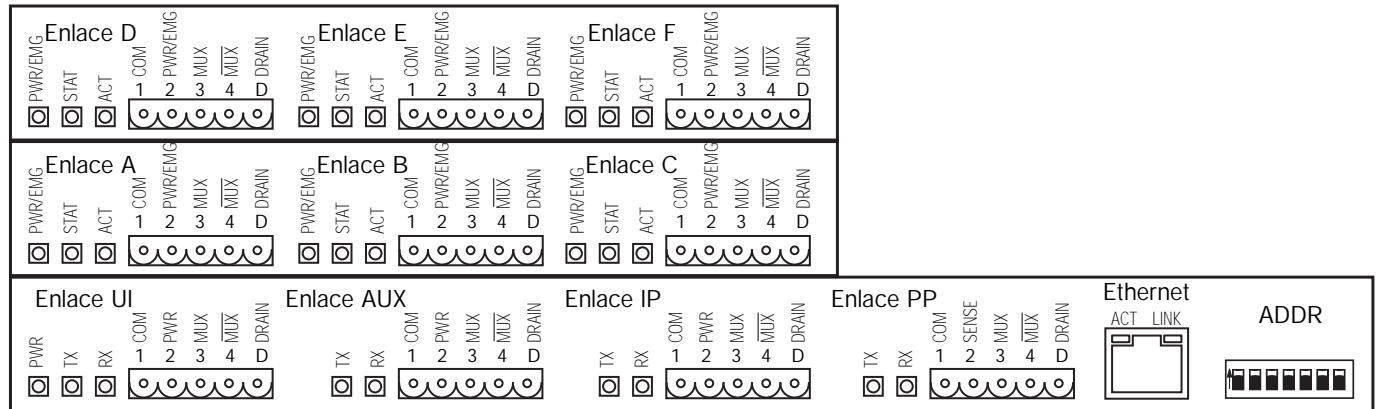 Enlace D Enlace E Enlace F
PWR/EMG STAT ACT COM PWR/EMG MUX MUX DRAIN PWR/EMG STAT ACT COM PWR/EMG MUX MUX DRAIN PWR/EMG STAT ACT COM PWR/EMG MUX MUX DRAIN
1 2 3 4 D 1 2 3 4 D 1 2 3 4 D
Enlace A Enlace B Enlace C
PWR/EMG STAT ACT COM PWR/EMG MUX MUX DRAIN PWR/EMG STAT ACT COM PWR/EMG MUX MUX DRAIN PWR/EMG STAT ACT COM PWR/EMG MUX MUX DRAIN
1 2 3 4 D 1 2 3 4 D 1 2 3 4 D
Enlace UI Enlace AUX Enlace IP Enlace PP Ethernet ADDR
PWR TX RX COM PWR MUX MUX DRAIN TX RX COM PWR MUX MUX DRAIN TX RX COM PWR MUX MUX DRAIN TX RX COM SENSE MUX MUX DRAIN ACT LINK
1 2 3 4 D 1 2 3 4 D 1 2 3 4 D 1 2 3 4 D